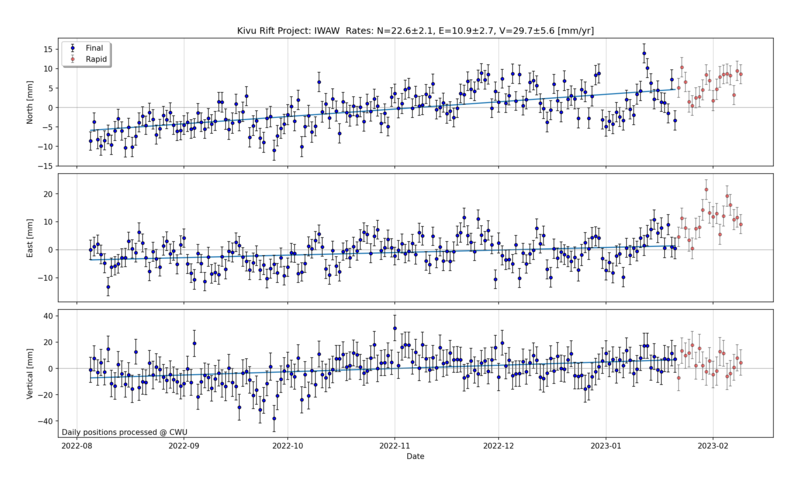 Kivu Rift Project: IWAW Rates: N=22.6±2.1, E=10.9±2.7, V=29.7±5.6 [mm/yr]
Final
Rapid
North [mm]
15
10
5
0
−5
−10
−15
East [mm]
20
10
0
−10
Vertical [mm]
40
20
0
−20
−40
Daily positions processed @ CWU
2022-08 2022-09 2022-10 2022-11 2022-12 2023-01 2023-02
Date